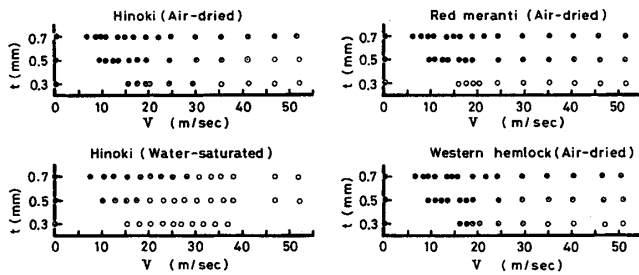 Hinoki (Air-dried)
t (mm)
0.7
0.5
0.3
0 10 20 30 40 50
V (m/sec)
Red meranti (Air-dried)
t (mm)
0.7
0.5
0.3
0 10 20 30 40 50
V (m/sec)
Hinoki (Water-saturated)
t (mm)
0.7
0.5
0.3
0 10 20 30 40 50
V (m/sec)
Western hemlock (Air-dried)
t (mm)
0.7
0.5
0.3
0 10 20 30 40 50
V (m/sec)